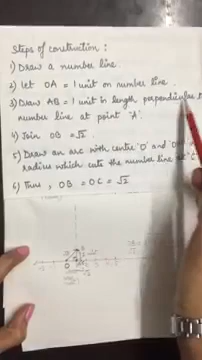 Steps of construction :
1) Draw a number line
2) Let OA = 1 unit on number line .
3) Draw AB = 1 unit in length perpendicular
number line at point 'A'.
4) Join OB = √2.
5) Draw an arc with centre 'O' and
radius which cuts the number line at 'C'
6) Thus , OB = OC = √2